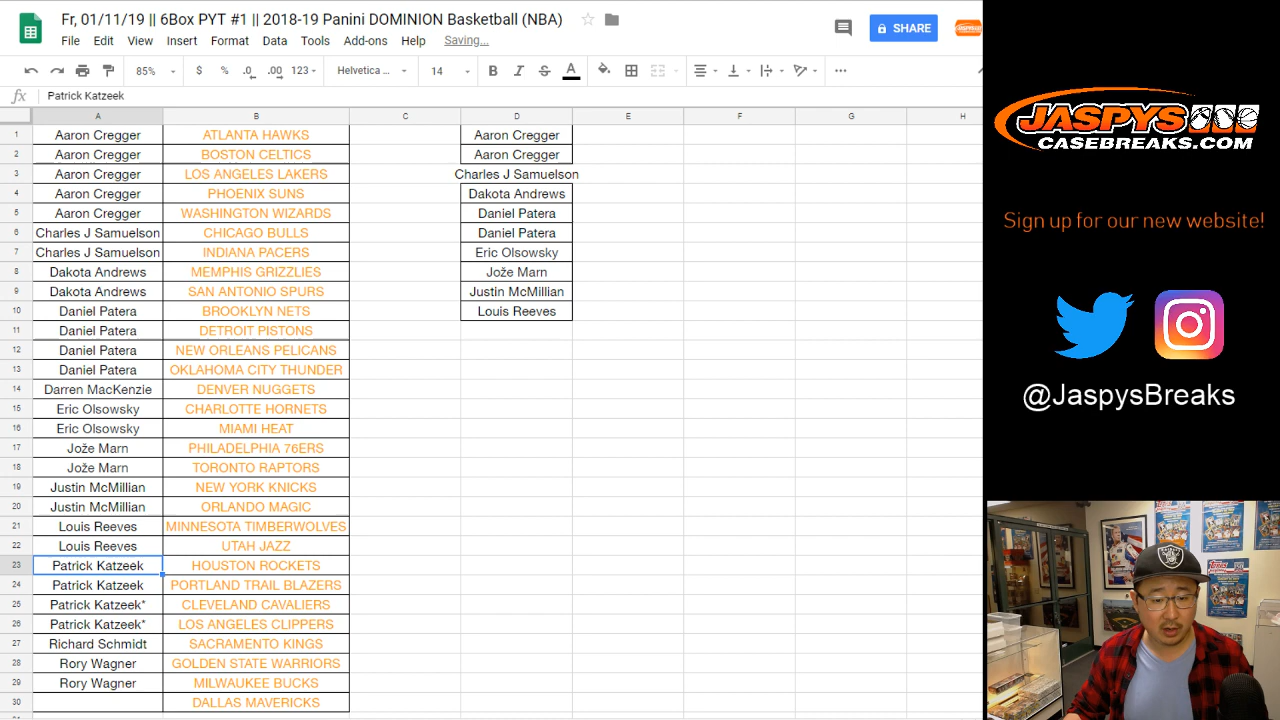 Fr, 01/11/19 || 6Box PYT #1 || 2018-19 Panini DOMINION Basketball (NBA)
File Edit View Insert Format Data Tools Add-ons Help Saving...
SHARE
85% $ % .0 .00 123 Helvetica ... 14 B I S A
fx Patrick Katzeek
A B C D E F G H
1 Aaron Cregger ATLANTA HAWKS Aaron Cregger
2 Aaron Cregger BOSTON CELTICS Aaron Cregger
3 Aaron Cregger LOS ANGELES LAKERS Charles J Samuelson
4 Aaron Cregger PHOENIX SUNS Dakota Andrews
5 Aaron Cregger WASHINGTON WIZARDS Daniel Patera
6 Charles J Samuelson CHICAGO BULLS Daniel Patera
7 Charles J Samuelson INDIANA PACERS Eric Olsowsky
8 Dakota Andrews MEMPHIS GRIZZLIES Jože Marn
9 Dakota Andrews SAN ANTONIO SPURS Justin McMillian
10 Daniel Patera BROOKLYN NETS Louis Reeves
11 Daniel Patera DETROIT PISTONS
12 Daniel Patera NEW ORLEANS PELICANS
13 Daniel Patera OKLAHOMA CITY THUNDER
14 Darren MacKenzie DENVER NUGGETS
15 Eric Olsowsky CHARLOTTE HORNETS
16 Eric Olsowsky MIAMI HEAT
17 Jože Marn PHILADELPHIA 76ERS
18 Jože Marn TORONTO RAPTORS
19 Justin McMillian NEW YORK KNICKS
20 Justin McMillian ORLANDO MAGIC
21 Louis Reeves MINNESOTA TIMBERWOLVES
22 Louis Reeves UTAH JAZZ
23 Patrick Katzeek HOUSTON ROCKETS
24 Patrick Katzeek PORTLAND TRAIL BLAZERS
25 Patrick Katzeek* CLEVELAND CAVALIERS
26 Patrick Katzeek* LOS ANGELES CLIPPERS
27 Richard Schmidt SACRAMENTO KINGS
28 Rory Wagner GOLDEN STATE WARRIORS
29 Rory Wagner MILWAUKEE BUCKS
30 DALLAS MAVERICKS
JASPYS
CASEBREAKS.COM
Sign up for our new website!
@JaspysBreaks